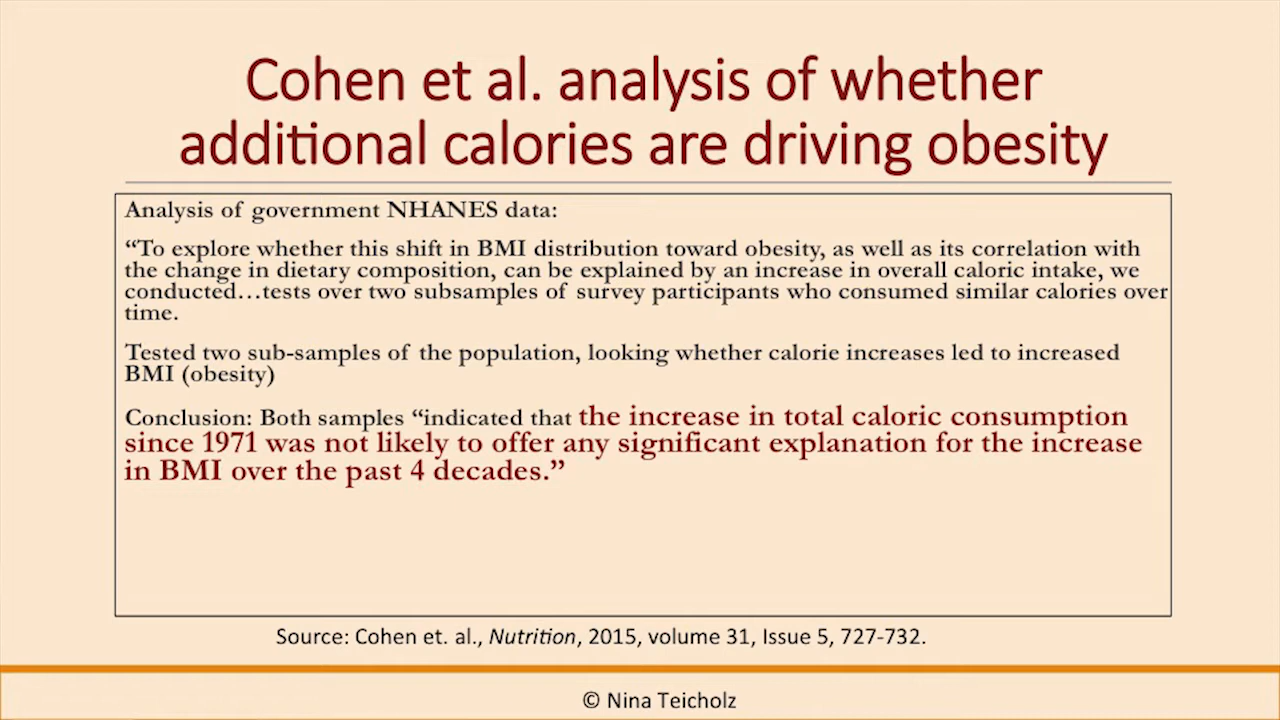 Cohen et al. analysis of whether
additional calories are driving obesity
Analysis of government NHANES data:
“To explore whether this shift in BMI distribution toward obesity, as well as its correlation with
the change in dietary composition, can be explained by an increase in overall caloric intake, we
conducted…tests over two subsamples of survey participants who consumed similar calories over
time.
Tested two sub-samples of the population, looking whether calorie increases led to increased
BMI (obesity)
Conclusion: Both samples “indicated that the increase in total caloric consumption
since 1971 was not likely to offer any significant explanation for the increase
in BMI over the past 4 decades.”
Source: Cohen et. al., Nutrition, 2015, volume 31, Issue 5, 727-732.
© Nina Teicholz